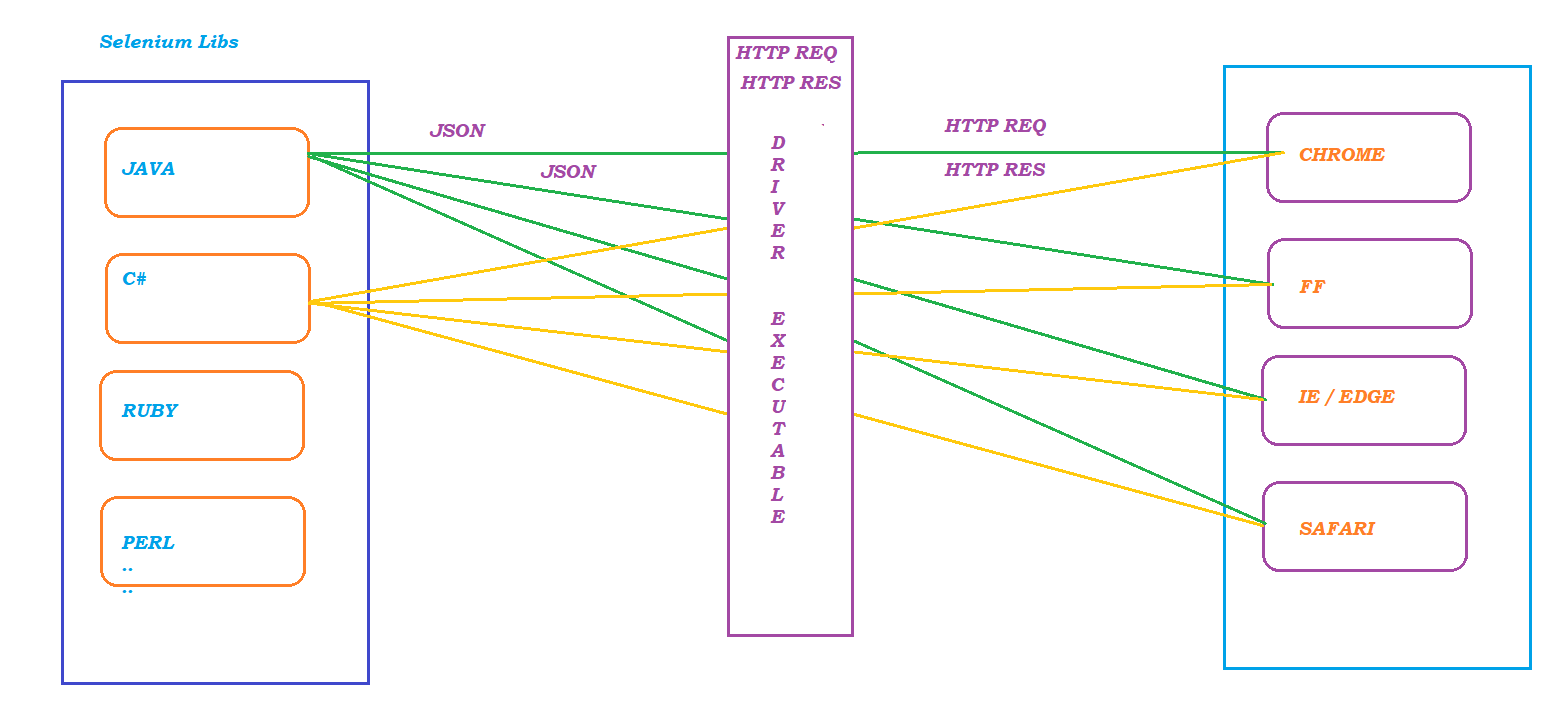 Selenium Libs
JAVA
C#
RUBY
PERL
..
..
JSON
JSON
HTTP REQ
HTTP RES
D
R
I
V
E
R
E
X
E
C
U
T
A
B
L
E
HTTP REQ
HTTP RES
CHROME
FF
IE / EDGE
SAFARI